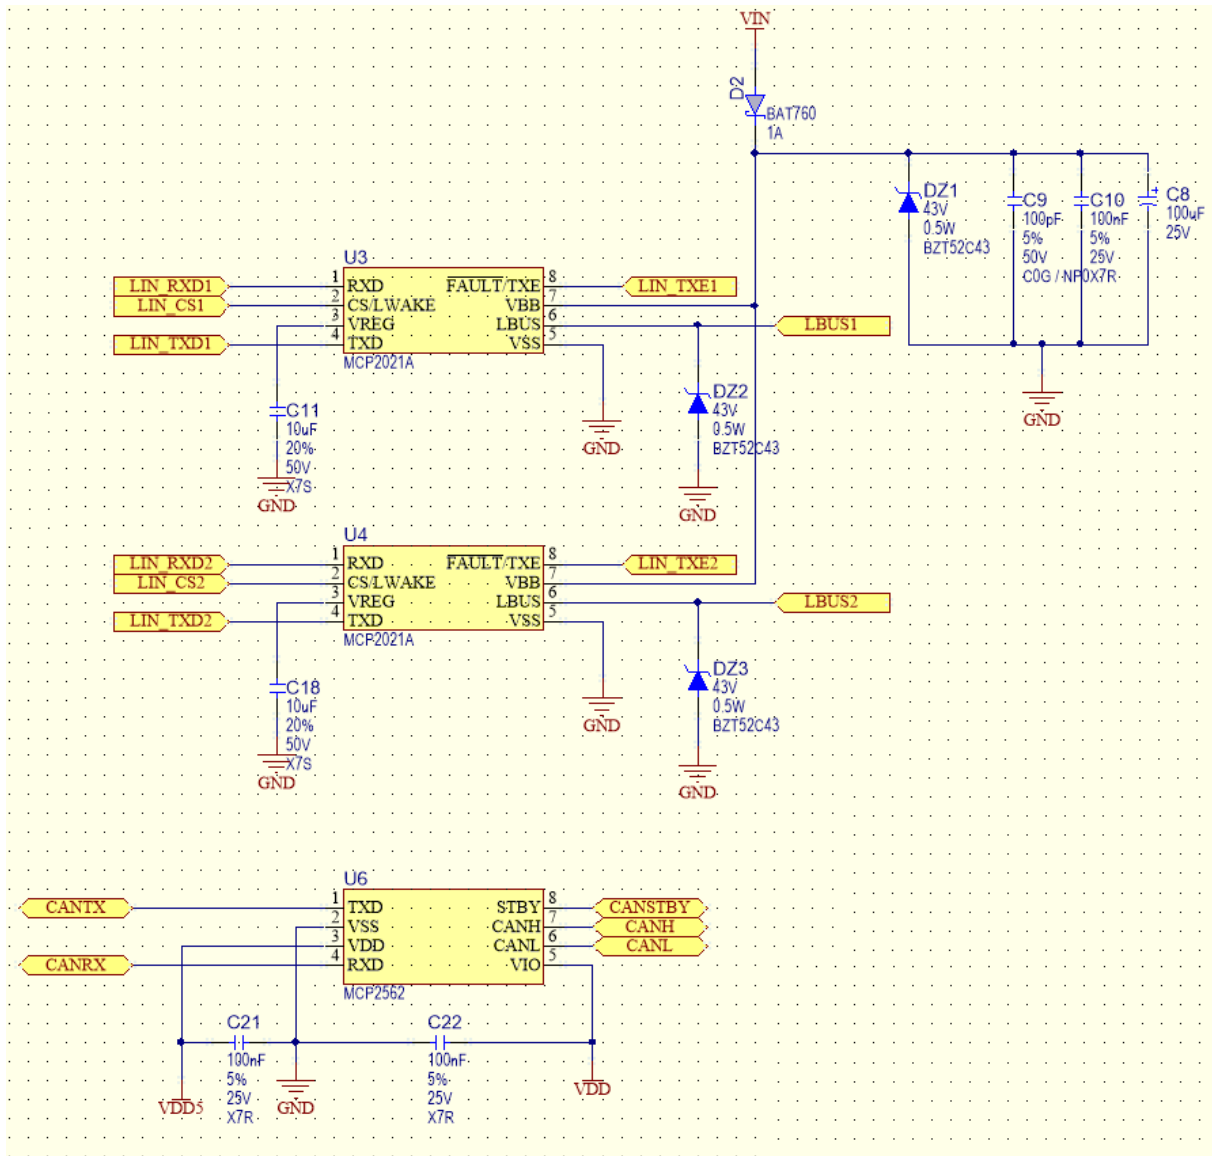 VIN
D2
BAT760
1A
DZ1
43V
0.5W
BZT52C43
C9
100pF
5%
50V
C0G / NP0
C10
100nF
5%
25V
X7R
C8
+
100uF
25V
GND
U3
LIN_RXD1
1
RXD
FAULT/TXE
8
LIN_TXE1
LIN_CS1
2
CS/LWAKE
VBB
7
3
VREG
LBUS
6
LBUS1
LIN_TXD1
4
TXD
VSS
5
MCP2021A
C11
10uF
20%
50V
X7S
GND
GND
DZ2
43V
0.5W
BZT52C43
GND
U4
LIN_RXD2
1
RXD
FAULT/TXE
8
LIN_TXE2
LIN_CS2
2
CS/LWAKE
VBB
7
3
VREG
LBUS
6
LBUS2
LIN_TXD2
4
TXD
VSS
5
MCP2021A
C18
10uF
20%
50V
X7S
GND
GND
DZ3
43V
0.5W
BZT52C43
GND
U6
CANTX
1
TXD
STBY
8
CANSTBY
2
VSS
CANH
7
CANH
3
VDD
CANL
6
CANL
CANRX
4
RXD
VIO
5
MCP2562
C21
100nF
5%
25V
X7R
C22
100nF
5%
25V
X7R
VDD5
GND
VDD